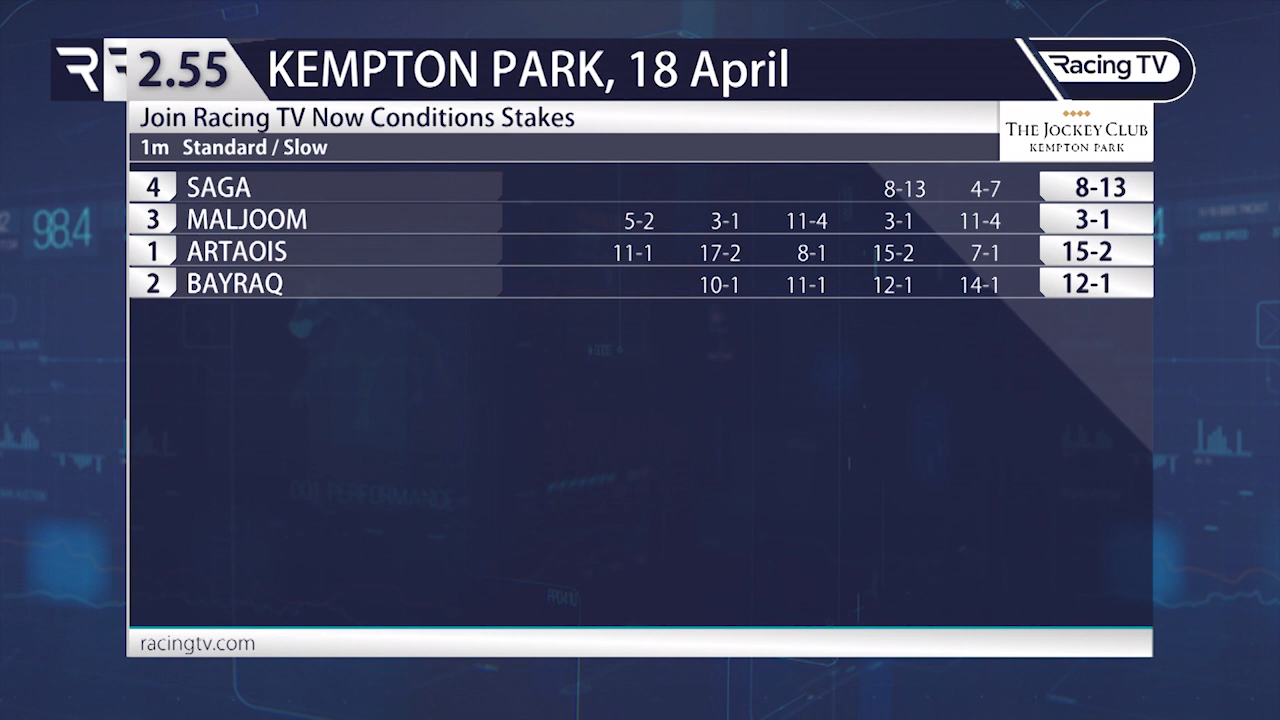 2.55 KEMPTON PARK, 18 April
Racing TV
Join Racing TV Now Conditions Stakes
THE JOCKEY CLUB
KEMPTON PARK
1m Standard / Slow
4 SAGA 8-13 4-7 8-13
3 MALJOOM 5-2 3-1 11-4 3-1 11-4 3-1
1 ARTAOIS 11-1 17-2 8-1 15-2 7-1 15-2
2 BAYRAQ 10-1 11-1 12-1 14-1 12-1
98.4
racingtv.com